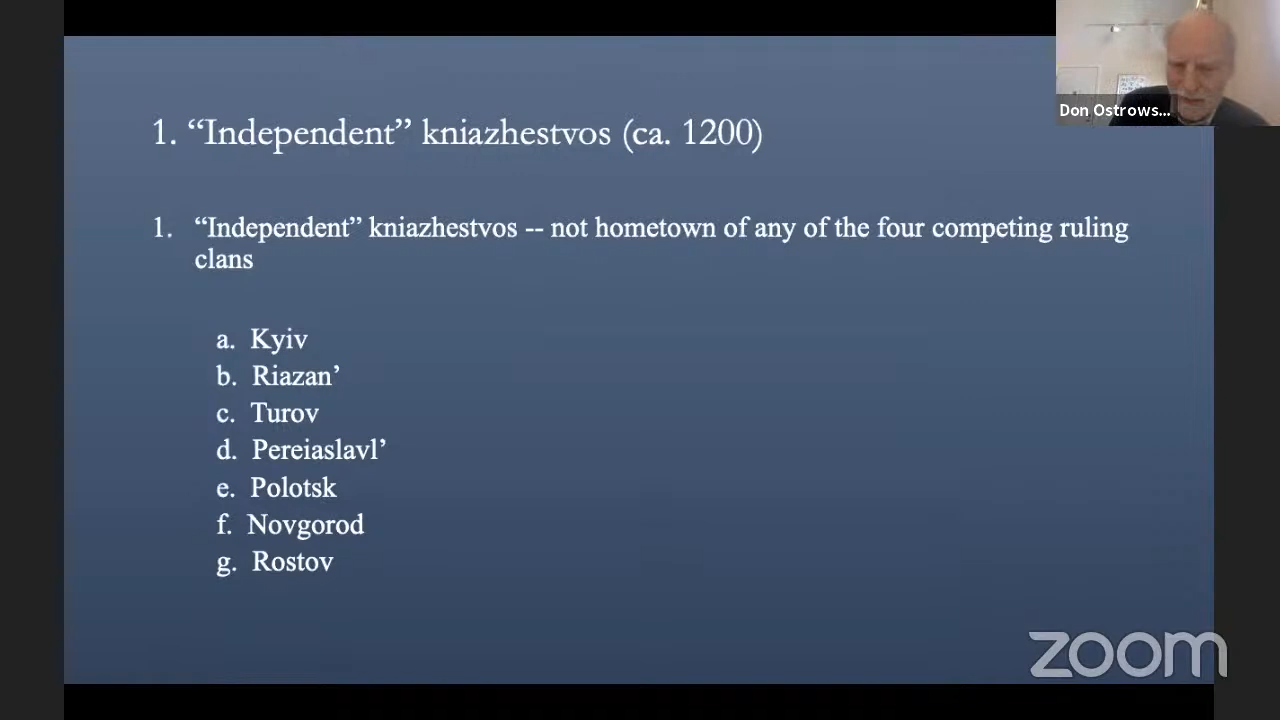 1. “Independent” kniazhestvos (ca. 1200)
1. “Independent” kniazhestvos -- not hometown of any of the four competing ruling
clans
a. Kyiv
b. Riazan’
c. Turov
d. Pereiaslavl’
e. Polotsk
f. Novgorod
g. Rostov
Don Ostrows...
zoom